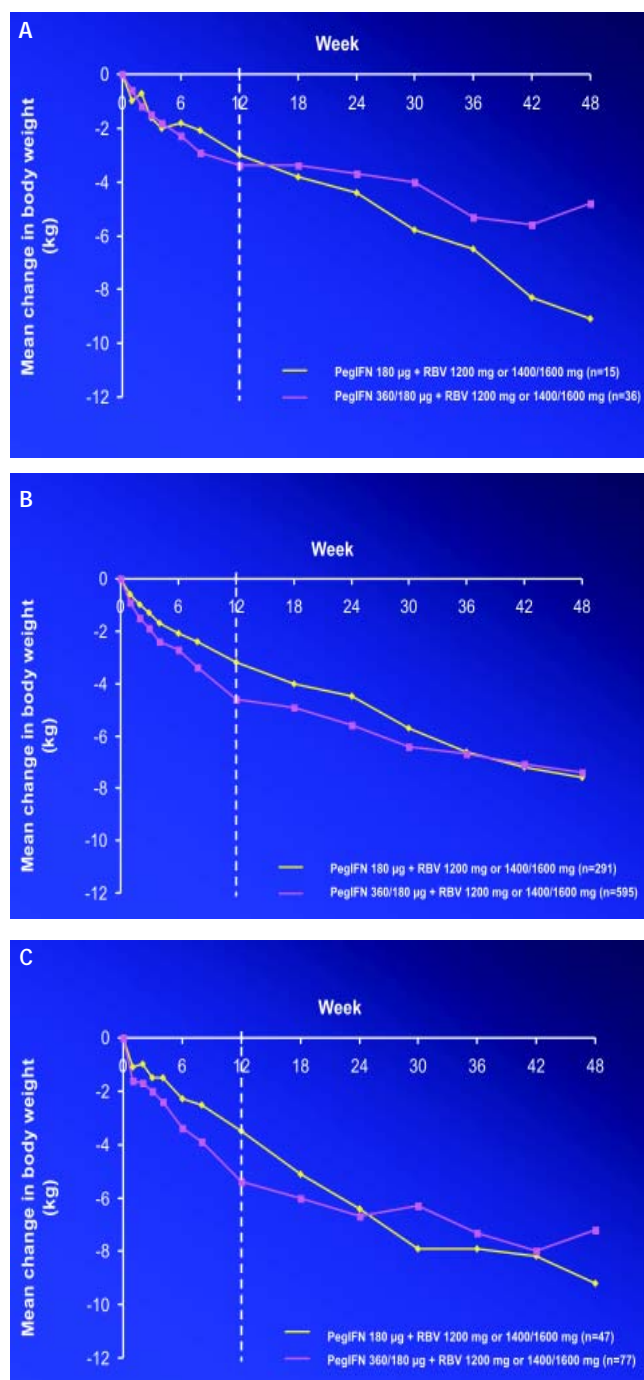 A
Week
0 6 12 18 24 30 36 42 48
0
-2
-4
-6
-8
-10
-12
Mean change in body weight
(kg)
PegIFN 180 µg + RBV 1200 mg or 1400/1600 mg (n=15)
PegIFN 360/180 µg + RBV 1200 mg or 1400/1600 mg (n=36)
B
Week
0 6 12 18 24 30 36 42 48
0
-2
-4
-6
-8
-10
-12
Mean change in body weight
(kg)
PegIFN 180 µg + RBV 1200 mg or 1400/1600 mg (n=291)
PegIFN 360/180 µg + RBV 1200 mg or 1400/1600 mg (n=595)
C
Week
0 6 12 18 24 30 36 42 48
0
-2
-4
-6
-8
-10
-12
Mean change in body weight
(kg)
PegIFN 180 µg + RBV 1200 mg or 1400/1600 mg (n=47)
PegIFN 360/180 µg + RBV 1200 mg or 1400/1600 mg (n=77)